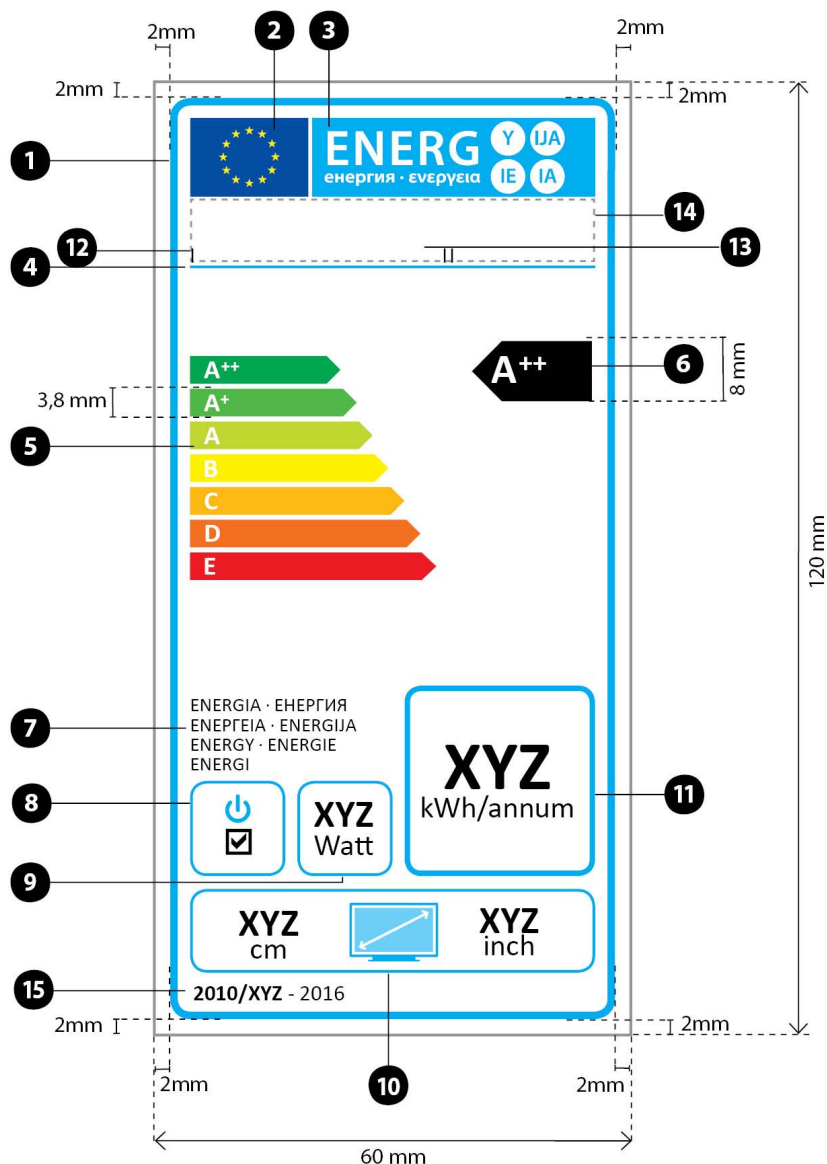 2mm
2
3
2mm
2mm
2mm
1
ENERG
Y
IJA
енергия · ενεργεια
IE
IA
14
12
13
4
A++
A++
6
8 mm
3,8 mm
A+
A
5
B
C
D
E
120 mm
ENERGIA · ЕНЕРГИЯ
7
ΕΝΕΡΓΕΙΑ · ENERGIJA
ENERGY · ENERGIE
ENERGI
XYZ
kWh/annum
11
8
XYZ
Watt
9
XYZ
cm
XYZ
inch
15
2010/XYZ - 2016
2mm
2mm
2mm
10
2mm
60 mm